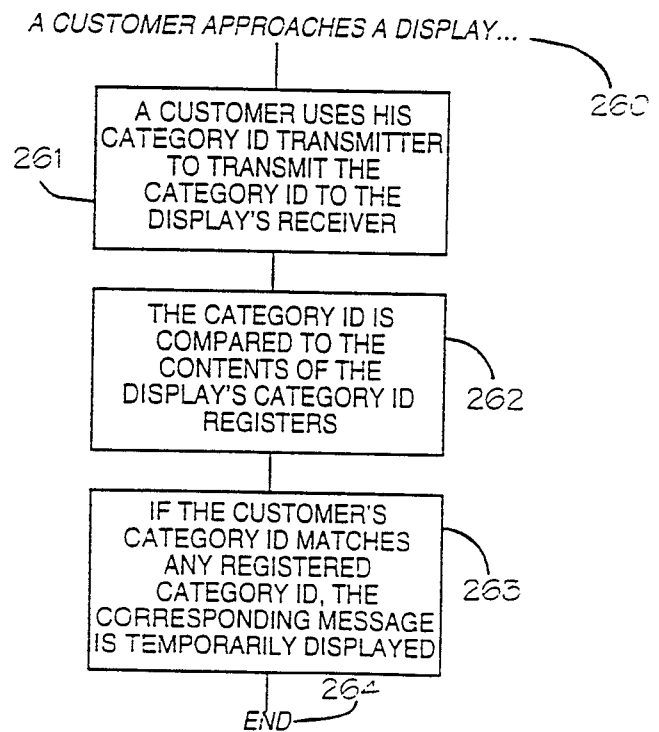 A CUSTOMER APPROACHES A DISPLAY...
260
A CUSTOMER USES HIS
CATEGORY ID TRANSMITTER
TO TRANSMIT THE
CATEGORY ID TO THE
DISPLAY'S RECEIVER
261
THE CATEGORY ID IS
COMPARED TO THE
CONTENTS OF THE
DISPLAY'S CATEGORY ID
REGISTERS
262
IF THE CUSTOMER'S
CATEGORY ID MATCHES
ANY REGISTERED
CATEGORY ID, THE
CORRESPONDING MESSAGE
IS TEMPORARILY DISPLAYED
263
264
END